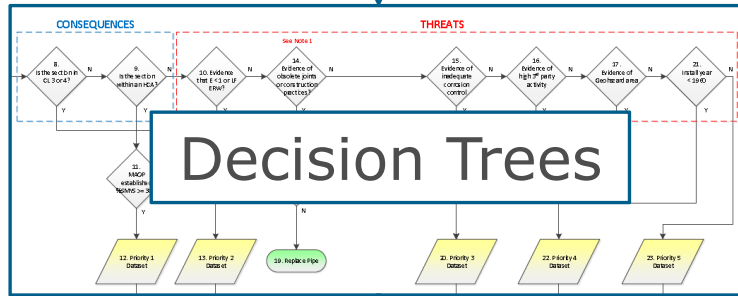 CONSEQUENCES
THREATS
See Note 1
8.
Is the section in
CL 3 or 4?
N
9.
Is the section
within an HCA?
N
10. Evidence
that E < 1 or LF
ERW?
N
14.
Evidence of
obsolete joints
or construction
practices?
N
15.
Evidence of
inadequate
corrosion
control
N
16.
Evidence of
high 3rd party
activity
N
17.
Evidence of
Geohazard area
N
21.
Install year
N
Y
Y
Y
Y
Y
Y
Y
Y
Decision Trees
11.
MAOP
Y
N
12. Priority 1
Dataset
13. Priority 2
Dataset
19. Replace Pipe
20. Priority 3
Dataset
22. Priority 4
Dataset
23. Priority 5
Dataset